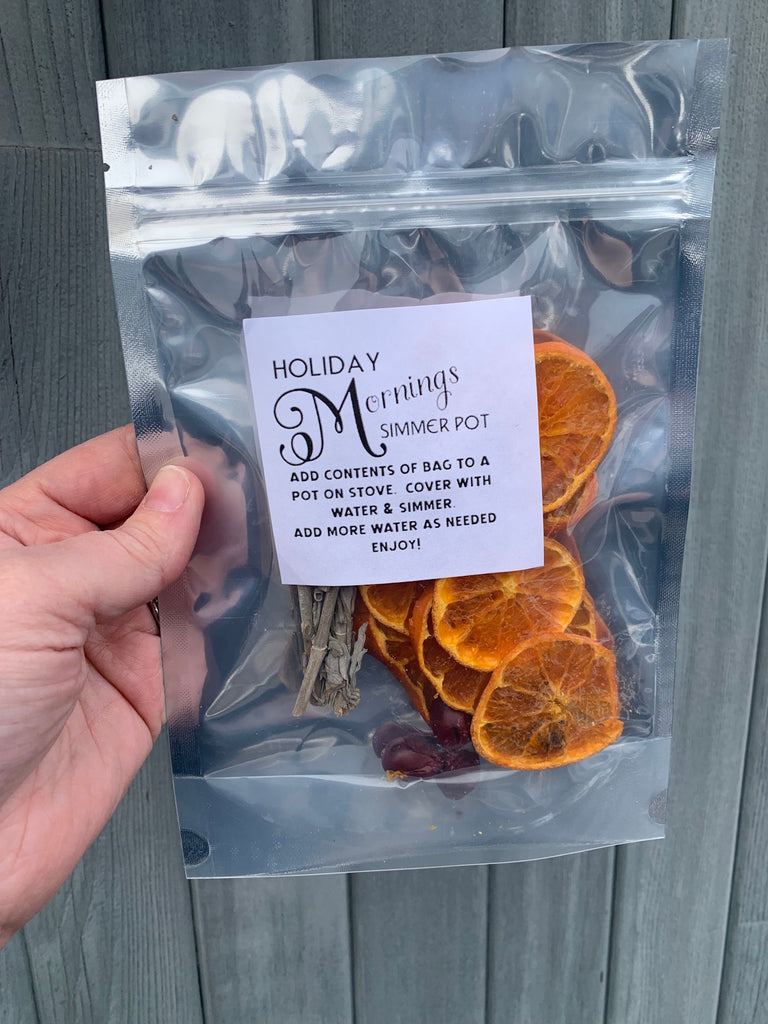 HOLIDAY
Mornings
SIMMER POT
ADD CONTENTS OF BAG TO A
POT ON STOVE. COVER WITH
WATER & SIMMER.
ADD MORE WATER AS NEEDED
ENJOY!